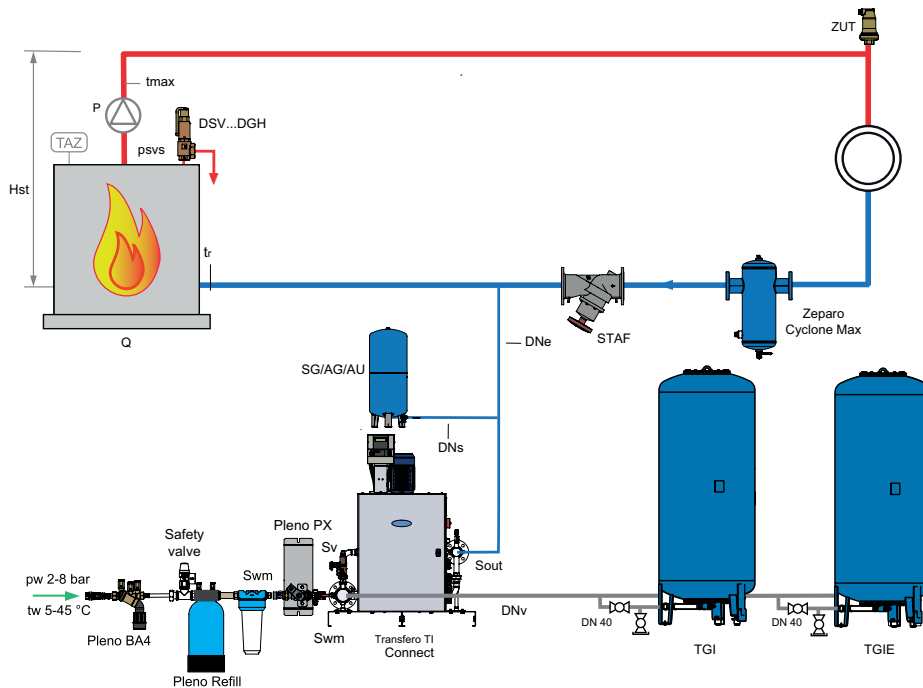 ZUT
tmax
P
DSV...DGH
TAZ
psvs
Hst
tr
Zeparo
Cyclone Max
STAF
DNe
Q
SG/AG/AU
DNs
Pleno PX
Safety
valve
Sv
Swm
Sout
pw 2-8 bar
tw 5-45 °C
DNv
DN 40
DN 40
Pleno BA4
Swm
Transfero TI
Connect
TGI
TGIE
Pleno Refill